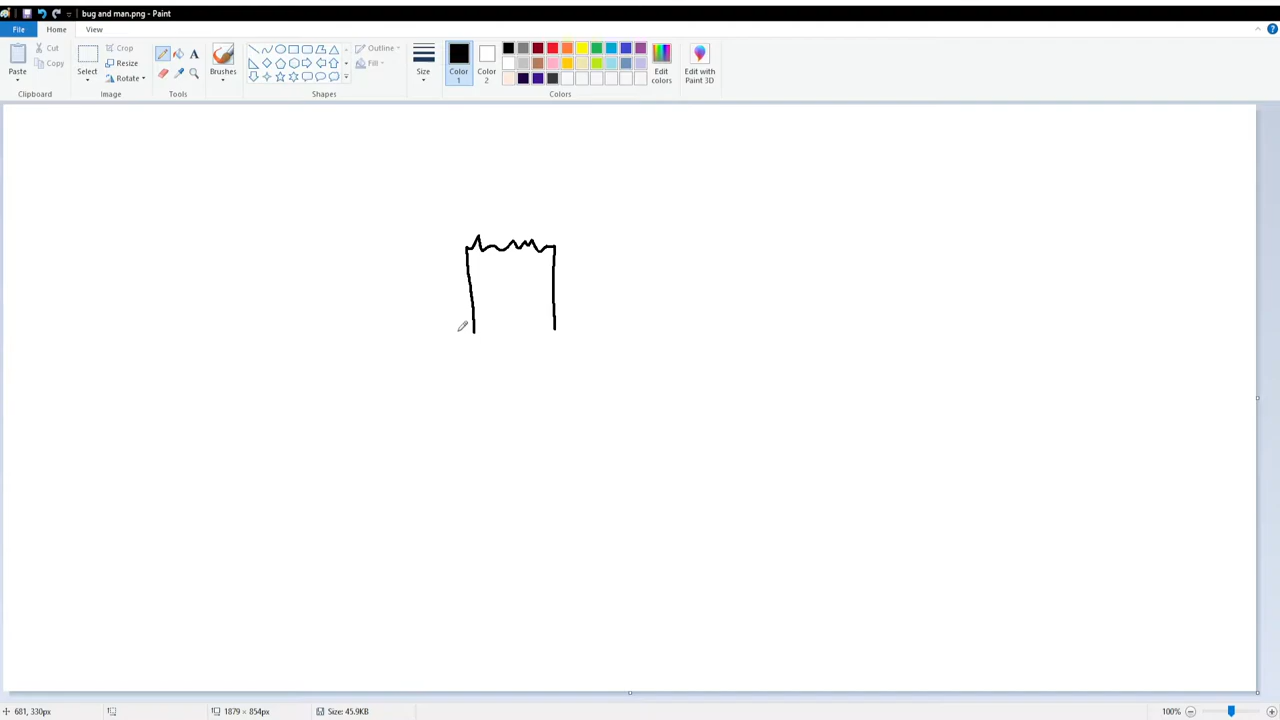 bug and man.png - Paint
File Home View
Paste
Cut
Copy
Clipboard
Select
Crop
Resize
Rotate
Image
A
Tools
Brushes
Shapes
Outline
Fill
Size
Color 1
Color 2
Colors
Edit colors
Edit with Paint 3D
681, 330px
1879 × 854px
Size: 45.9KB
100%